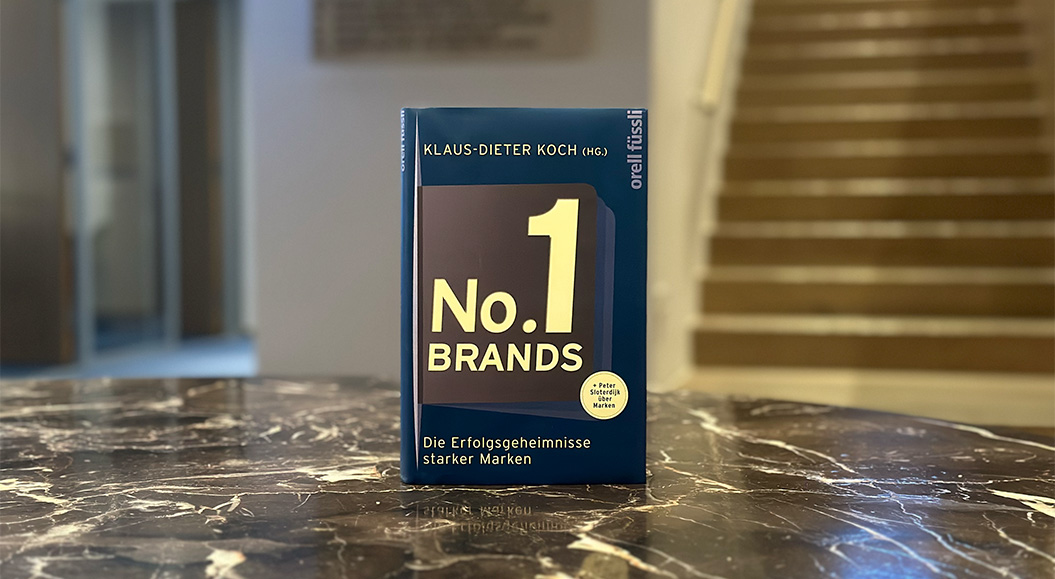 KLAUS-DIETER KOCH (HG.)
orell füssli
orell füssli
No.1
BRANDS
+ Peter
Sloterdijk
über
Marken
Die Erfolgsgeheimnisse
starker Marken